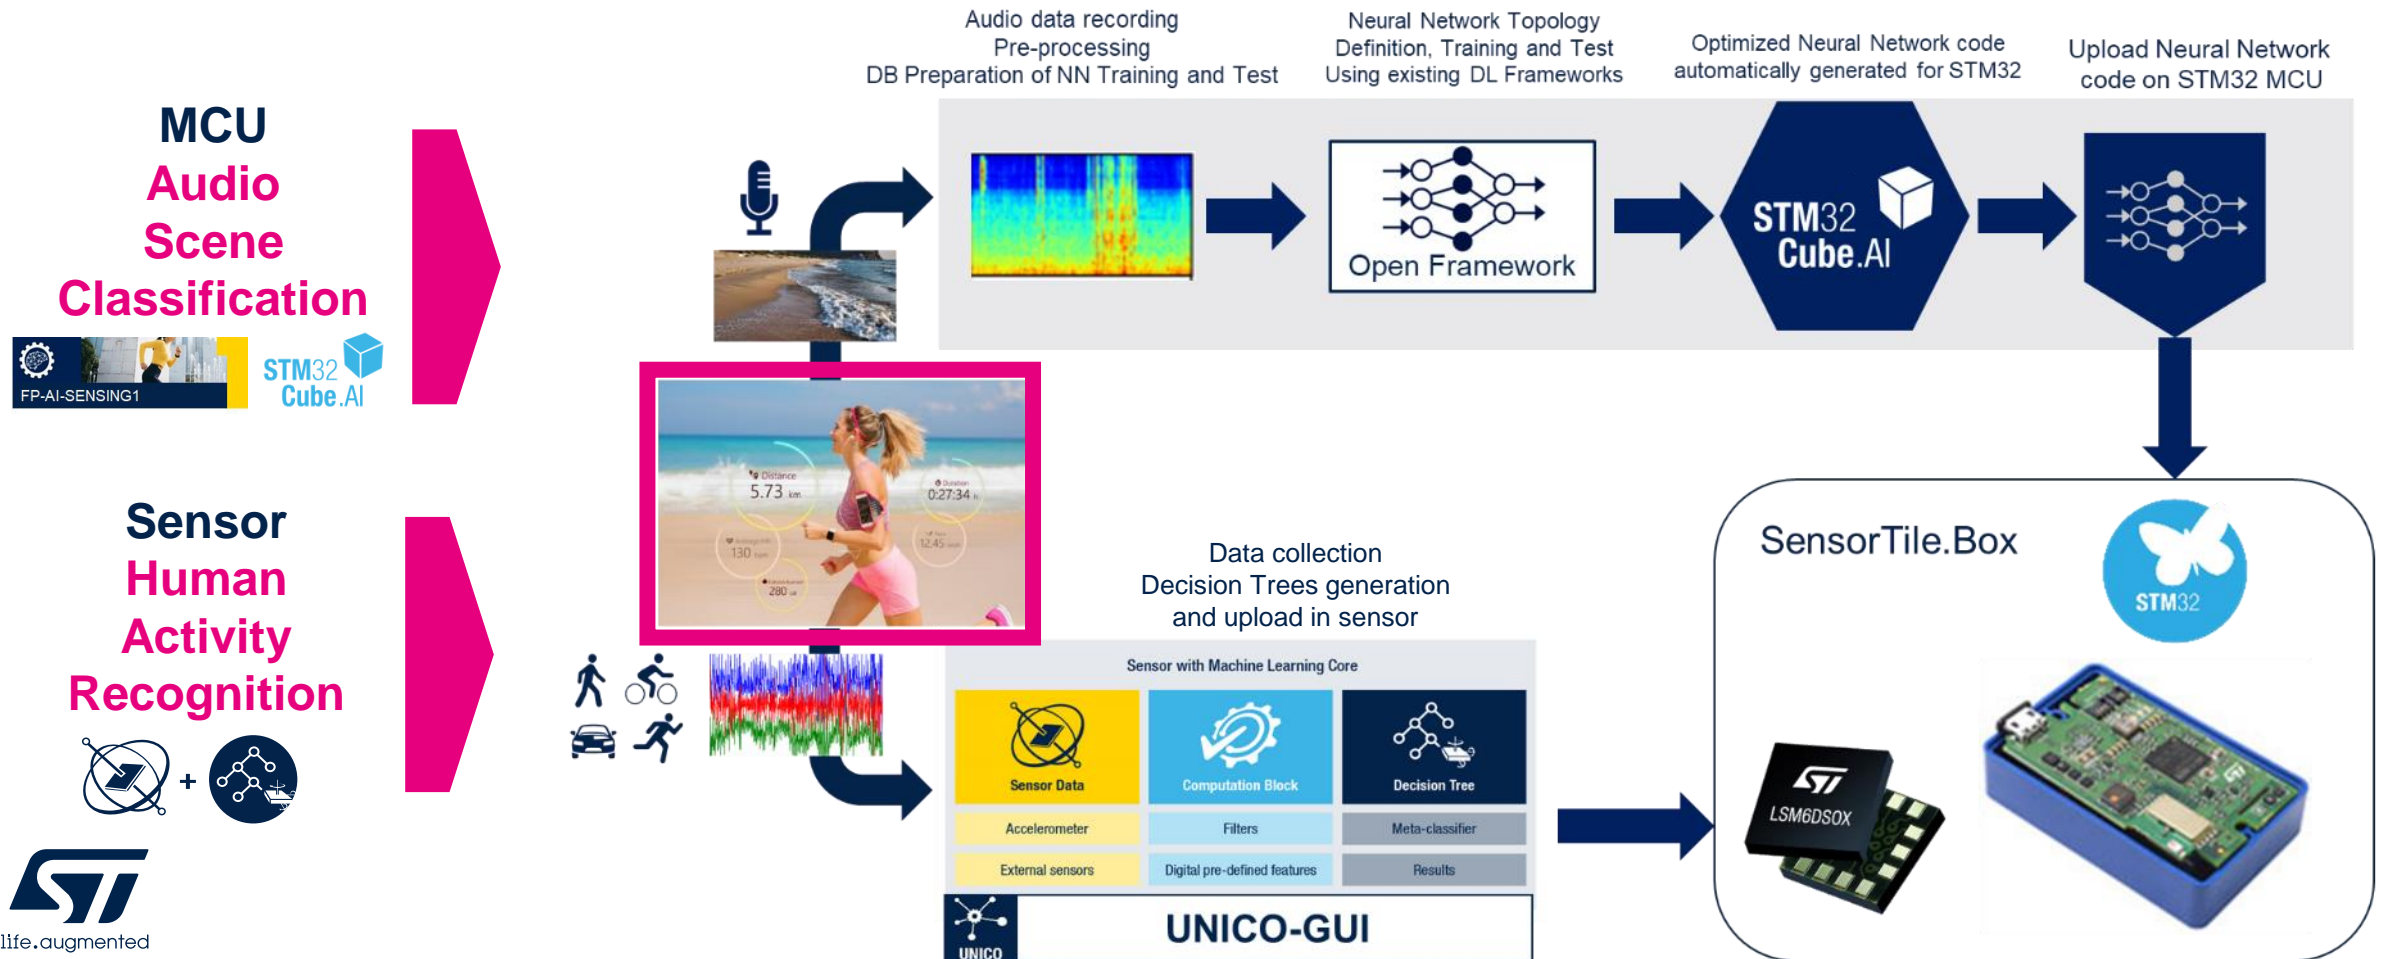 MCU
Audio
Scene
Classification
FP-AI-SENSING1
STM32
Cube.AI
Sensor
Human
Activity
Recognition
+
ST
life.augmented
Audio data recording
Pre-processing
DB Preparation of NN Training and Test
Neural Network Topology
Definition, Training and Test
Using existing DL Frameworks
Optimized Neural Network code
automatically generated for STM32
Upload Neural Network
code on STM32 MCU
Open Framework
STM32
Cube.AI
Distance
5.73 km
Duration
0:27:34 h
130 bpm
12.45
280
Data collection
Decision Trees generation
and upload in sensor
Sensor with Machine Learning Core
Sensor Data
Computation Block
Decision Tree
Accelerometer
Filters
Meta-classifier
External sensors
Digital pre-defined features
Results
UNICO
UNICO-GUI
SensorTile.Box
STM32
ST
LSM6DSOX
ST